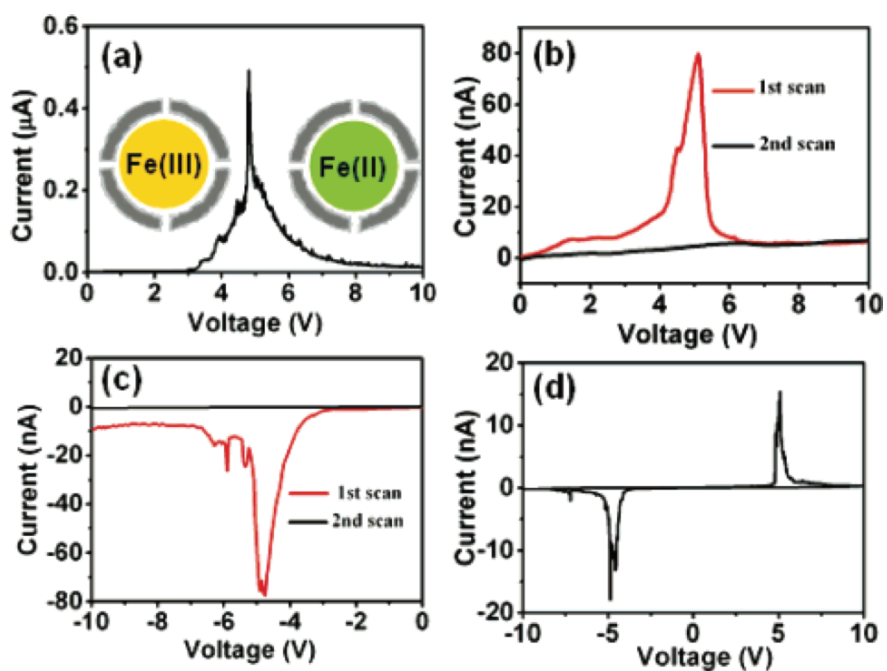 (a)
Current (µA)
0.6
0.4
0.2
0.0
Fe(III)
Fe(II)
0 2 4 6 8 10
Voltage (V)
(b)
Current (nA)
80
60
40
20
0
1st scan
2nd scan
0 2 4 6 8 10
Voltage (V)
(c)
Current (nA)
20
0
-20
-40
-60
-80
1st scan
2nd scan
-10 -8 -6 -4 -2 0
Voltage (V)
(d)
Current (nA)
20
10
0
-10
-20
-10 -5 0 5 10
Voltage (V)